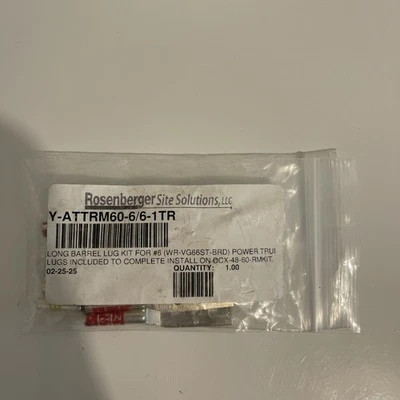 Rosenberger Site Solutions, LLC
Y-ATTRM60-6/6-1TR
LONG BARREL LUG KIT FOR #6 (WR-VG66ST-BRD) POWER TRU
LUGS INCLUDED TO COMPLETE INSTALL ON OCX-48-60-RMKIT.
02-25-25 QUANTITY: 1.00